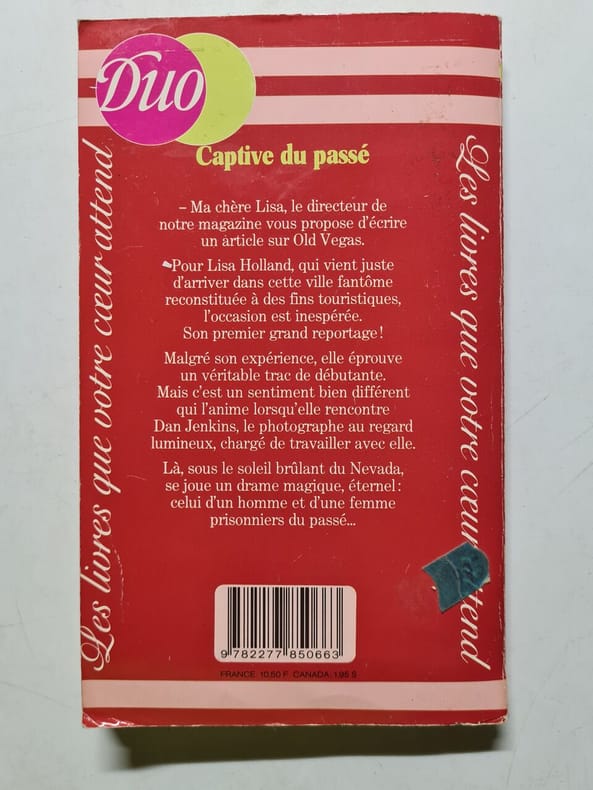 Duo
Captive du passé
– Ma chère Lisa, le directeur de
notre magazine vous propose d'écrire
un article sur Old Vegas.
Pour Lisa Holland, qui vient juste
d'arriver dans cette ville fantôme
reconstituée à des fins touristiques,
l'occasion est inespérée.
Son premier grand reportage!
Malgré son expérience, elle éprouve
un véritable trac de débutante.
Mais c'est un sentiment bien différent
qui l'anime lorsqu'elle rencontre
Dan Jenkins, le photographe au regard
lumineux, chargé de travailler avec elle.
Là, sous le soleil brûlant du Nevada,
se joue un drame magique, éternel:
celui d'un homme et d'une femme
prisonniers du passé...
Les livres que votre cœur attend
Les livres que votre cœur ttend
9 782277 850663
FRANCE: 10,50 F. CANADA: 1.95 $